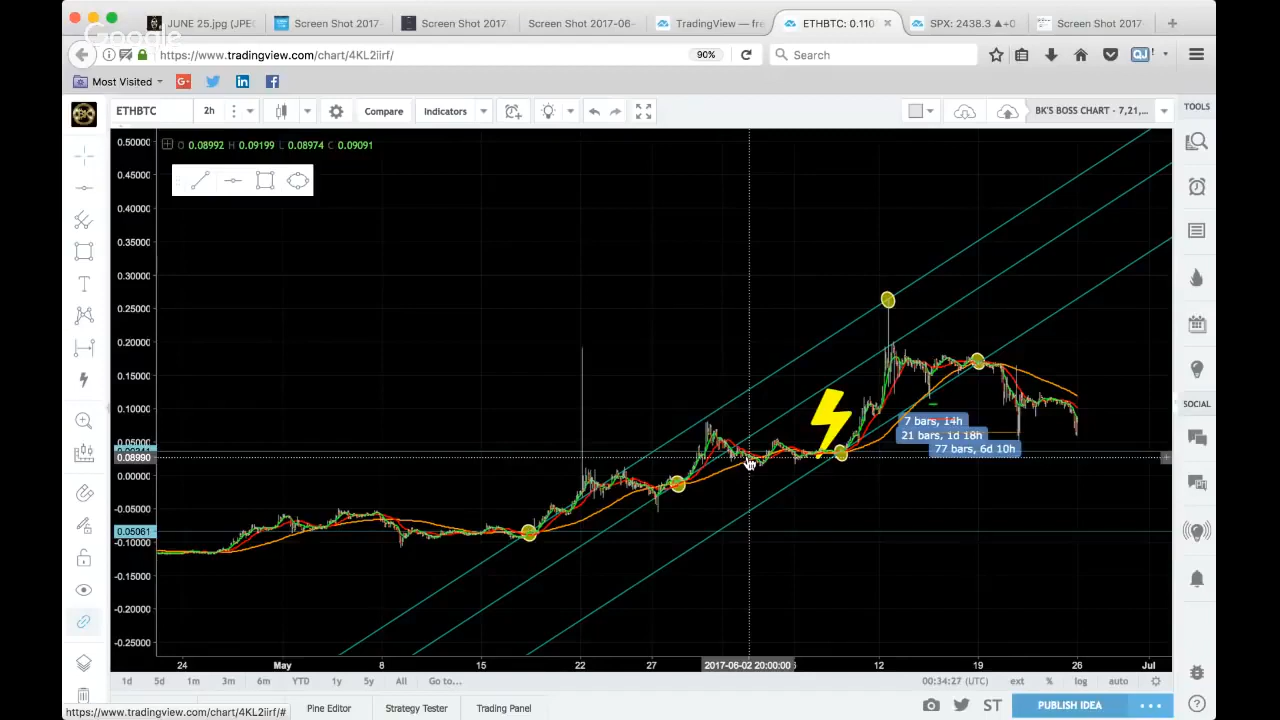 JUNE 25.jpg (JPE
Screen Shot 2017-
Screen Shot 2017-
Screen Shot 2017-06-
TradingView — fre
ETHBTC: 0.110
SPX: 2438.3 ▲+0
Screen Shot 2017
Google
https://www.tradingview.com/chart/4KL2iirf/
90%
Search
Most Visited
ETHBTC
2h
Compare
Indicators
BK'S BOSS CHART - 7,21,...
TOOLS
O 0.08992 H 0.09199 L 0.08974 C 0.09091
0.50000
0.45000
0.40000
0.35000
0.30000
0.25000
0.20000
0.15000
0.10000
0.05000
0.08990
0.00000
-0.05000
0.05061
-0.10000
-0.15000
-0.20000
-0.25000
7 bars, 14h
21 bars, 1d 18h
77 bars, 6d 10h
SOCIAL
24
May
8
15
22
27
2017-06-02 20:00:00
12
19
26
Jul
1d
5d
1m
3m
6m
YTD
1y
5y
All
Go to...
00:34:27 (UTC)
ext
%
log
auto
https://www.tradingview.com/chart/4KL2iirf/#
Pine Editor
Strategy Tester
Trading Panel
ST
PUBLISH IDEA